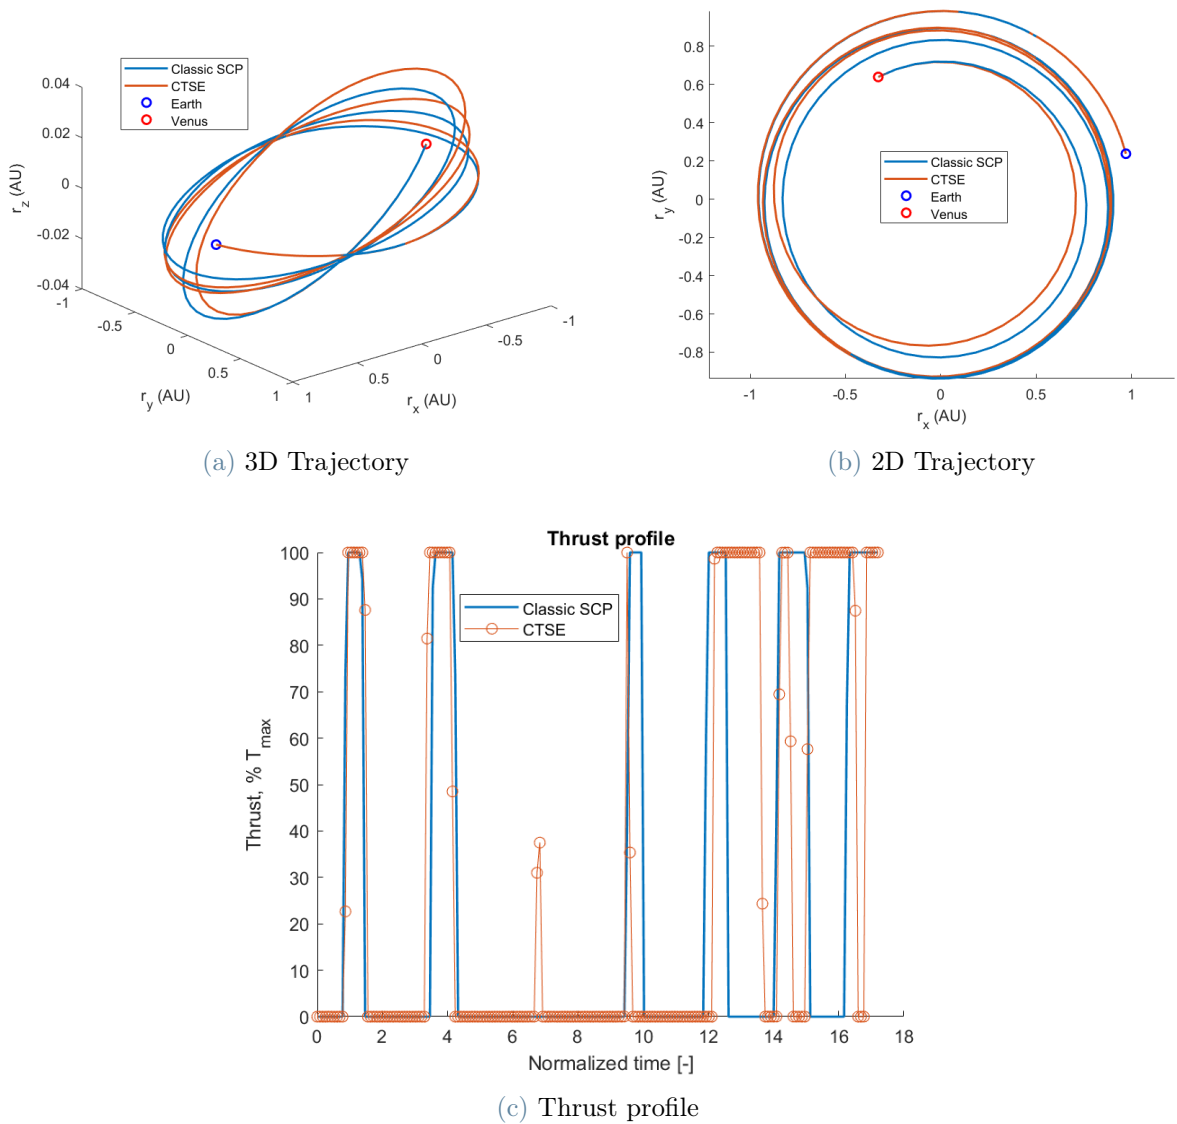 Classic SCP
CTSE
Earth
Venus
0.04
0.02
0
-0.02
-0.04
r_z (AU)
-1
-0.5
0
0.5
1
r_y (AU)
1
0.5
0
-0.5
-1
r_x (AU)
(a) 3D Trajectory
0.8
0.6
0.4
0.2
0
-0.2
-0.4
-0.6
-0.8
r_y (AU)
Classic SCP
CTSE
Earth
Venus
-1 -0.5 0 0.5 1
r_x (AU)
(b) 2D Trajectory
Thrust profile
100
90
80
70
60
50
40
30
20
10
0
Thrust, % T_max
Classic SCP
CTSE
0 2 4 6 8 10 12 14 16 18
Normalized time [-]
(c) Thrust profile